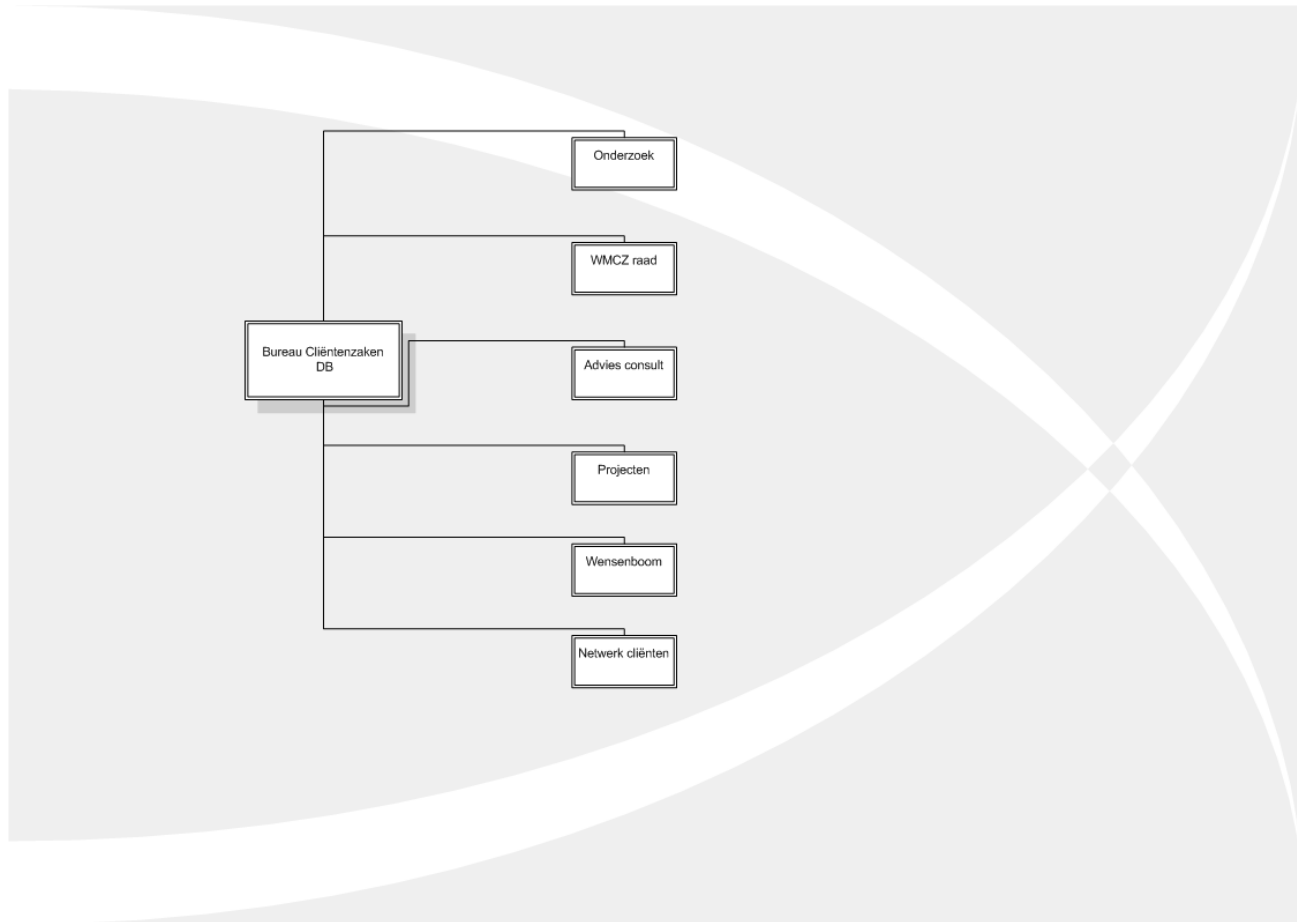 Onderzoek
WMCZ raad
Bureau Cliëntenzaken
DB
Advies consult
Projecten
Wensenboom
Netwerk cliënten